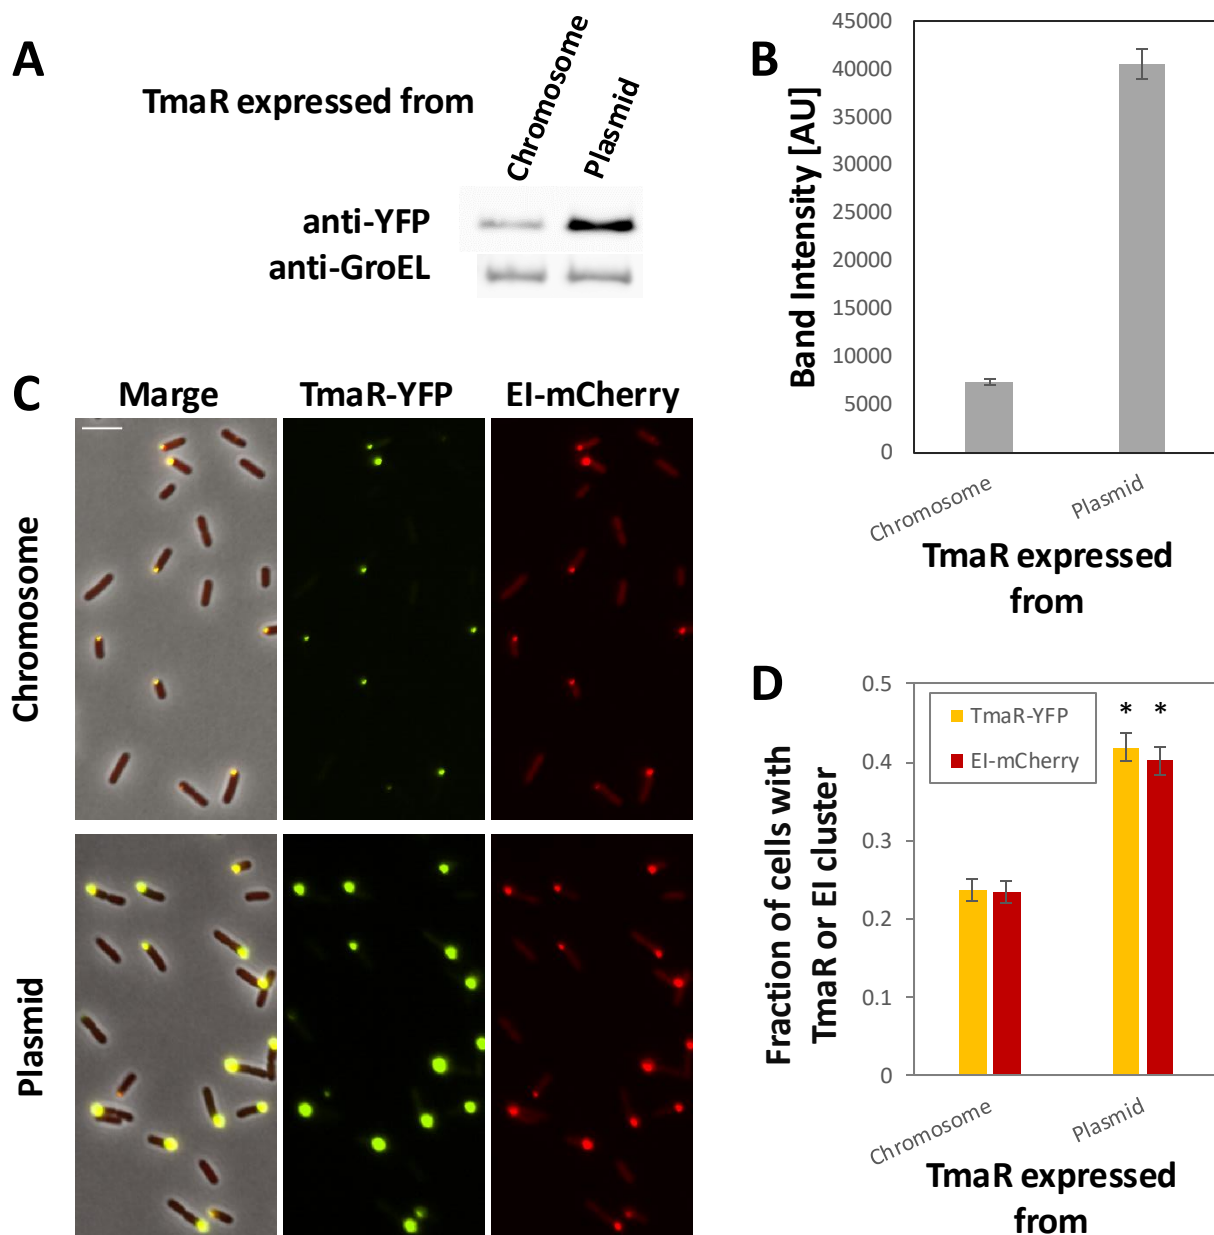 A
TmaR expressed from
Chromosome
Plasmid
anti-YFP
anti-GroEL
B
Band Intensity [AU]
45000
40000
35000
30000
25000
20000
15000
10000
5000
0
Chromosome
Plasmid
TmaR expressed
from
C
Marge
TmaR-YFP
EI-mCherry
Chromosome
Plasmid
D
Fraction of cells with
TmaR or EI cluster
0.5
0.4
0.3
0.2
0.1
0
TmaR-YFP
EI-mCherry
* *
Chromosome
Plasmid
TmaR expressed
from